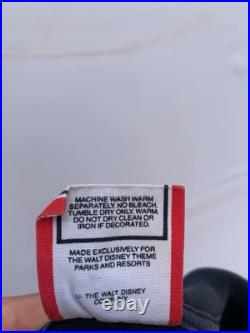 MACHINE WASH WARM
SEPARATELY. NO BLEACH.
TUMBLE DRY ONLY, WARM.
DO NOT DRY CLEAN OR
IRON IF DECORATED.
MADE EXCLUSIVELY FOR
THE WALT DISNEY THEME
PARKS AND RESORTS
THE WALT DISNEY